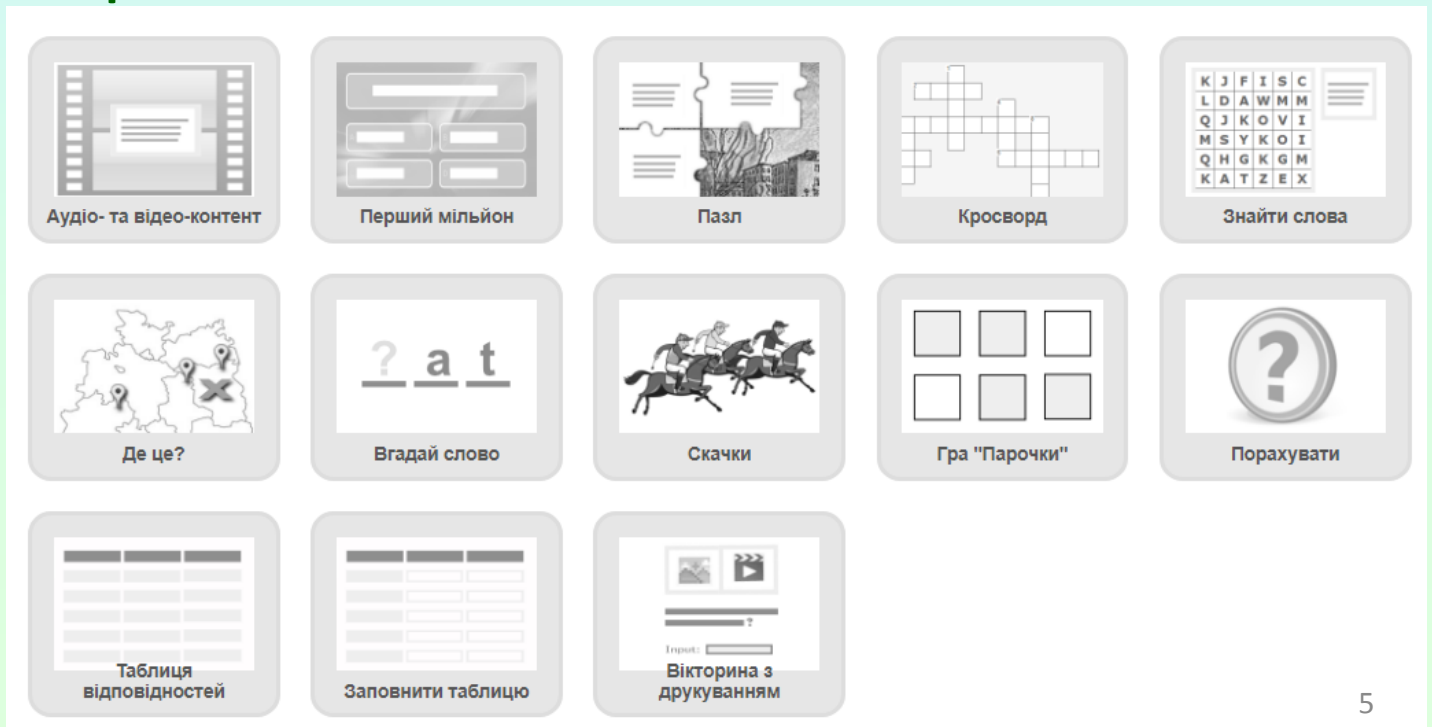 K J F I S C
L D A W M M
Q J K O V I
M S Y K O I
Q H G K G M
K A T Z E X
Аудіо- та відео-контент
Перший мільйон
Пазл
Кросворд
Знайти слова
? a t
Де це?
Вгадай слово
Скачки
Гра "Парочки"
?
Порахувати
?
Input:
Таблиця
відповідностей
Заповнити таблицю
Вікторина з
друкуванням
5